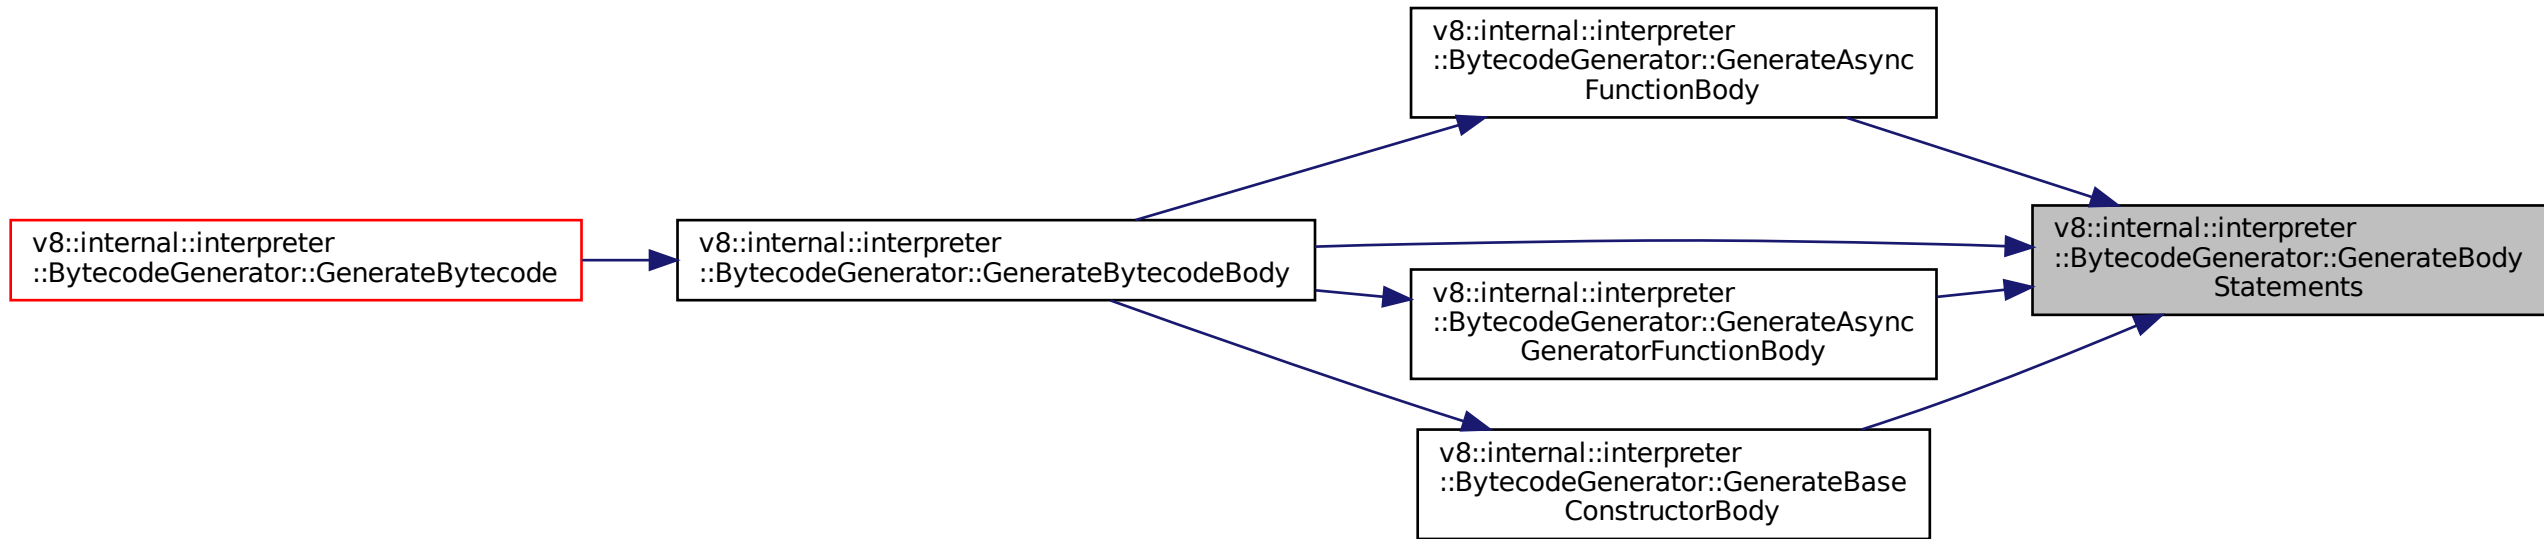 v8::internal::interpreter
::BytecodeGenerator::GenerateBytecode
v8::internal::interpreter
::BytecodeGenerator::GenerateBytecodeBody
v8::internal::interpreter
::BytecodeGenerator::GenerateAsync
FunctionBody
v8::internal::interpreter
::BytecodeGenerator::GenerateAsync
GeneratorFunctionBody
v8::internal::interpreter
::BytecodeGenerator::GenerateBase
ConstructorBody
v8::internal::interpreter
::BytecodeGenerator::GenerateBody
Statements